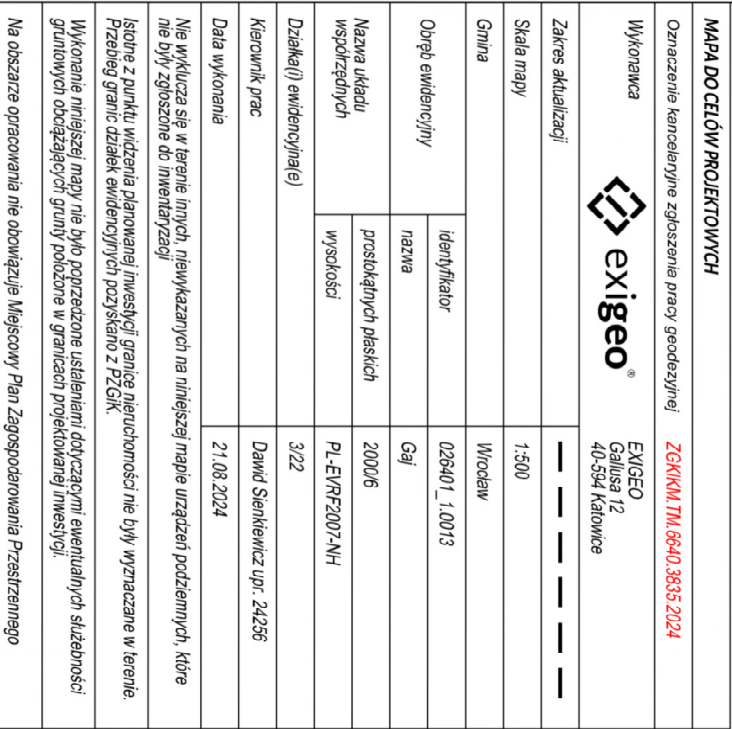 MAPA DO CELÓW PROJEKTOWYCH
Oznaczenie kancelaryjne zgłoszenie pracy geodezyjnej ZGKIKM.TM.6640.3835.2024
Wykonawca
exigeo®
EXIGEO
Gallusa 12
40-594 Katowice
Zakres aktualizacji
Skala mapy 1:500
Gmina Wrocław
Obręb ewidencyjny
identyfikator 026401_1.0013
nazwa Gaj
Nazwa układu
współrzędnych
prostokątnych płaskich 2000/6
wysokości PL-EVRF2007-NH
Działka(i) ewidencyjna(e) 3/22
Kierownik prac Dawid Sienkiewicz upr. 24256
Data wykonania 21.08.2024
Nie wyklucza się w terenie innych, niewykazanych na niniejszej mapie urządzeń podziemnych, które
nie były zgłoszone do inwentaryzacji
Istotne z punktu widzenia planowanej inwestycji granice nieruchomości nie były wyznaczane w terenie.
Przebieg granic działek ewidencyjnych pozyskano z PZGiK.
Wykonanie niniejszej mapy nie było poprzedzone ustaleniami dotyczącymi ewentualnych służebności
gruntowych obciążających grunty położone w granicach projektowanej inwestycji.
Na obszarze opracowania nie obowiązuje Miejscowy Plan Zagospodarowania Przestrzennego